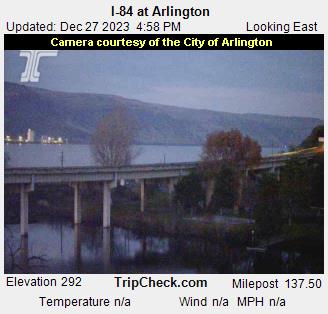 I-84 at Arlington
Updated: Dec 27 2023 4:58 PM Looking East
Camera courtesy of the City of Arlington
Elevation 292 TripCheck.com Milepost 137.50
Temperature n/a Wind n/a MPH n/a